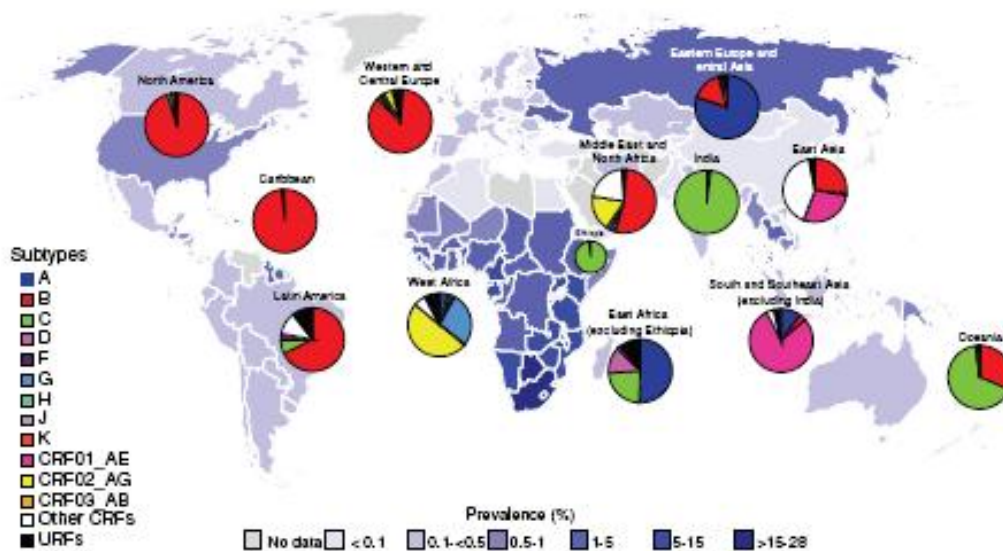 Eastern Europe and
entral Asia
Western and
Central Europe
North America
Middle East and
North Africa
India
East Asia
Caribbean
Ethiopia
Subtypes
A
B
C
D
F
G
H
J
K
CRF01_AE
CRF02_AG
CRF03_AB
Other CRFs
URFs
West Africa
Latin America
South and Southeast Asia
(excluding India)
East Africa
(excluding Ethiopia)
Oceania
Prevalence (%)
No data < 0.1 0.1-<0.5 0.5-1 1-5 5-15 >15-28